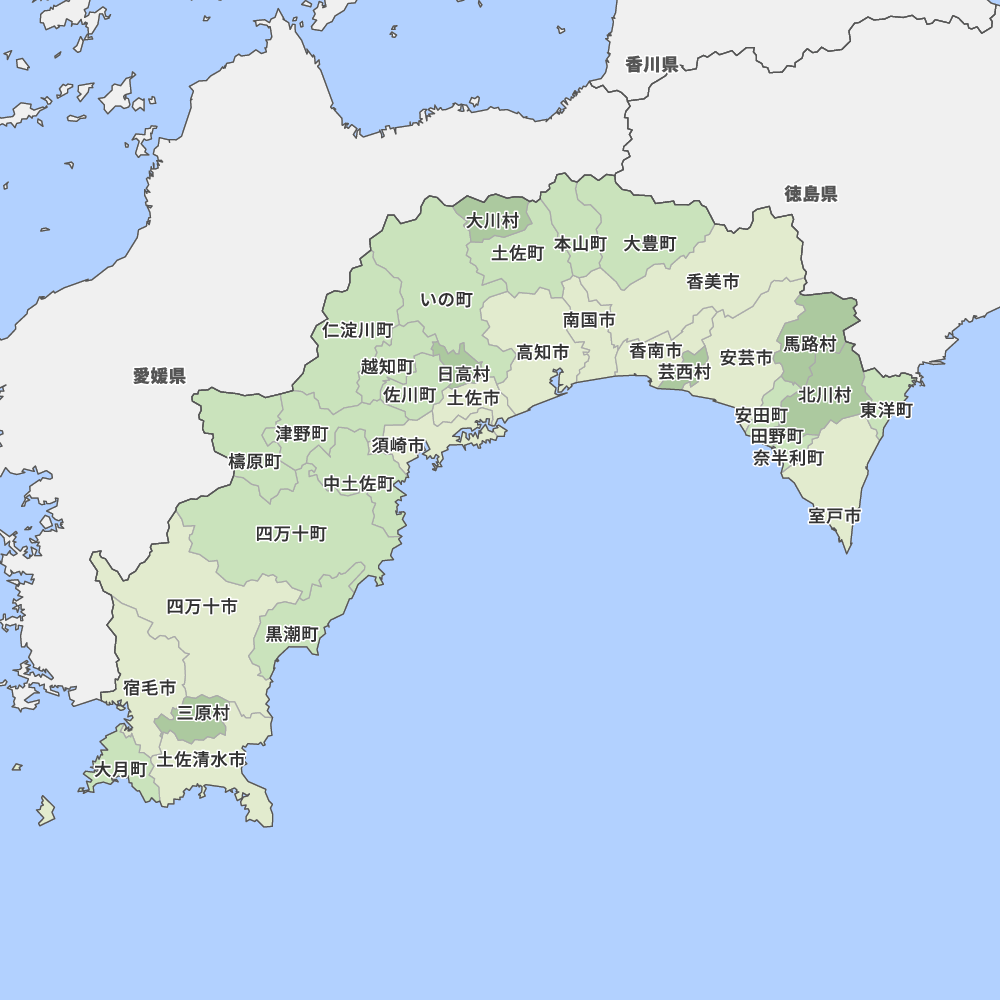 香川県
徳島県
大川村
土佐町
本山町
大豊町
香美市
いの町
南国市
仁淀川町
高知市
香南市
安芸市
馬路村
越知町
日高村
芸西村
愛媛県
佐川町
土佐市
北川村
東洋町
安田町
津野町
須崎市
田野町
檮原町
奈半利町
中土佐町
室戸市
四万十町
四万十市
黒潮町
宿毛市
三原村
土佐清水市
大月町